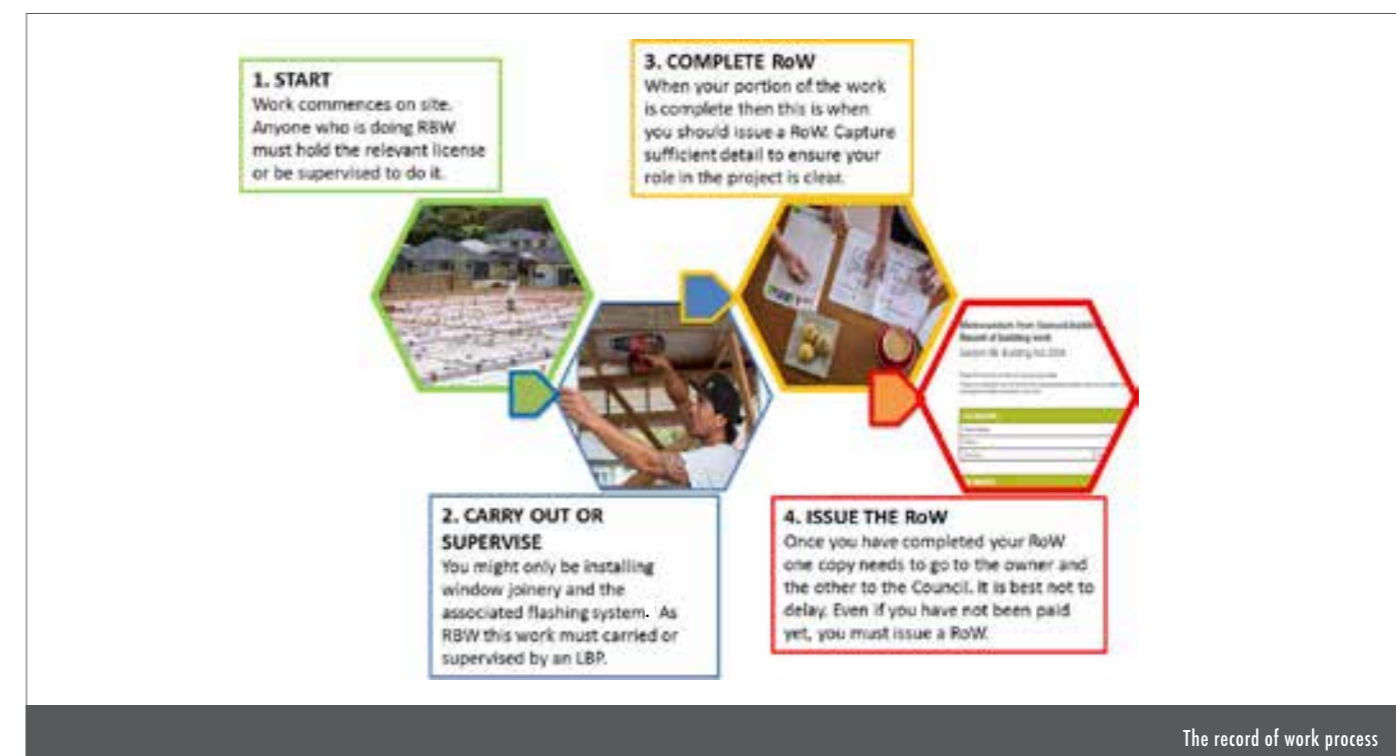 1. START
Work commences on site.
Anyone who is doing RBW
must hold the relevant license
or be supervised to do it.
2. CARRY OUT OR
SUPERVISE
You might only be installing
window joinery and the
associated flashing system. As
RBW this work must carried or
supervised by an LBP.
3. COMPLETE RoW
When your portion of the work
is complete then this is when
you should issue a RoW. Capture
sufficient detail to ensure your
role in the project is clear.
4. ISSUE THE RoW
Once you have completed your RoW
one copy needs to go to the owner and
the other to the Council. It is best not to
delay. Even if you have not been paid
yet, you must issue a RoW.
Record of building work
The record of work process